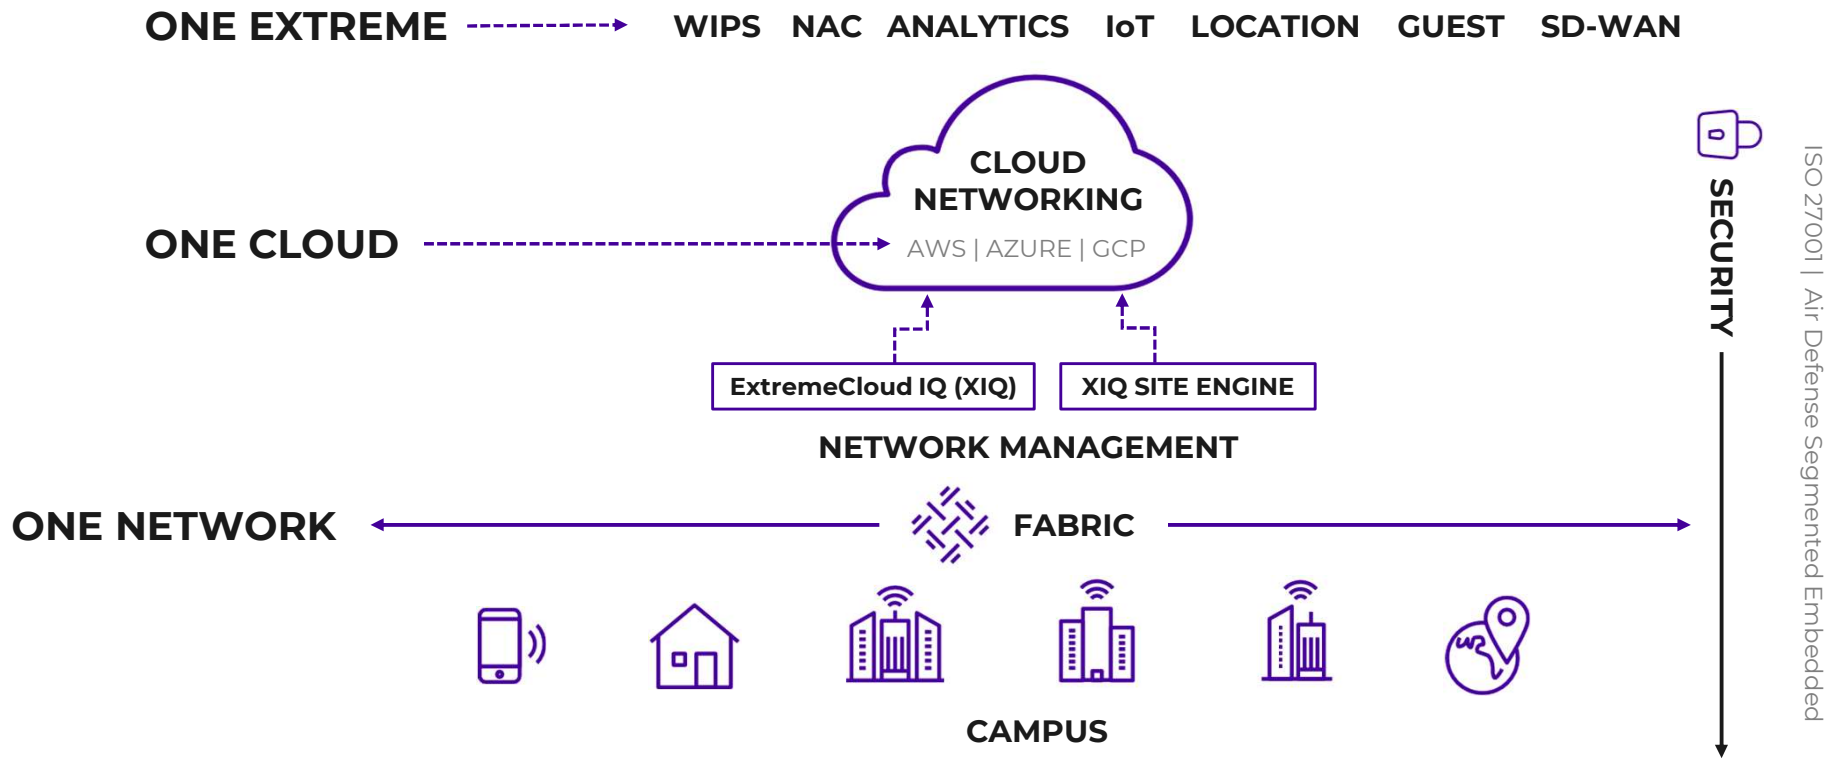 ONE EXTREME
WIPS NAC ANALYTICS IoT LOCATION GUEST SD-WAN
CLOUD
NETWORKING
ONE CLOUD
AWS | AZURE | GCP
ExtremeCloud IQ (XIQ)
XIQ SITE ENGINE
NETWORK MANAGEMENT
ONE NETWORK
FABRIC
CAMPUS
SECURITY
ISO 27001 | Air Defense Segmented Embedded